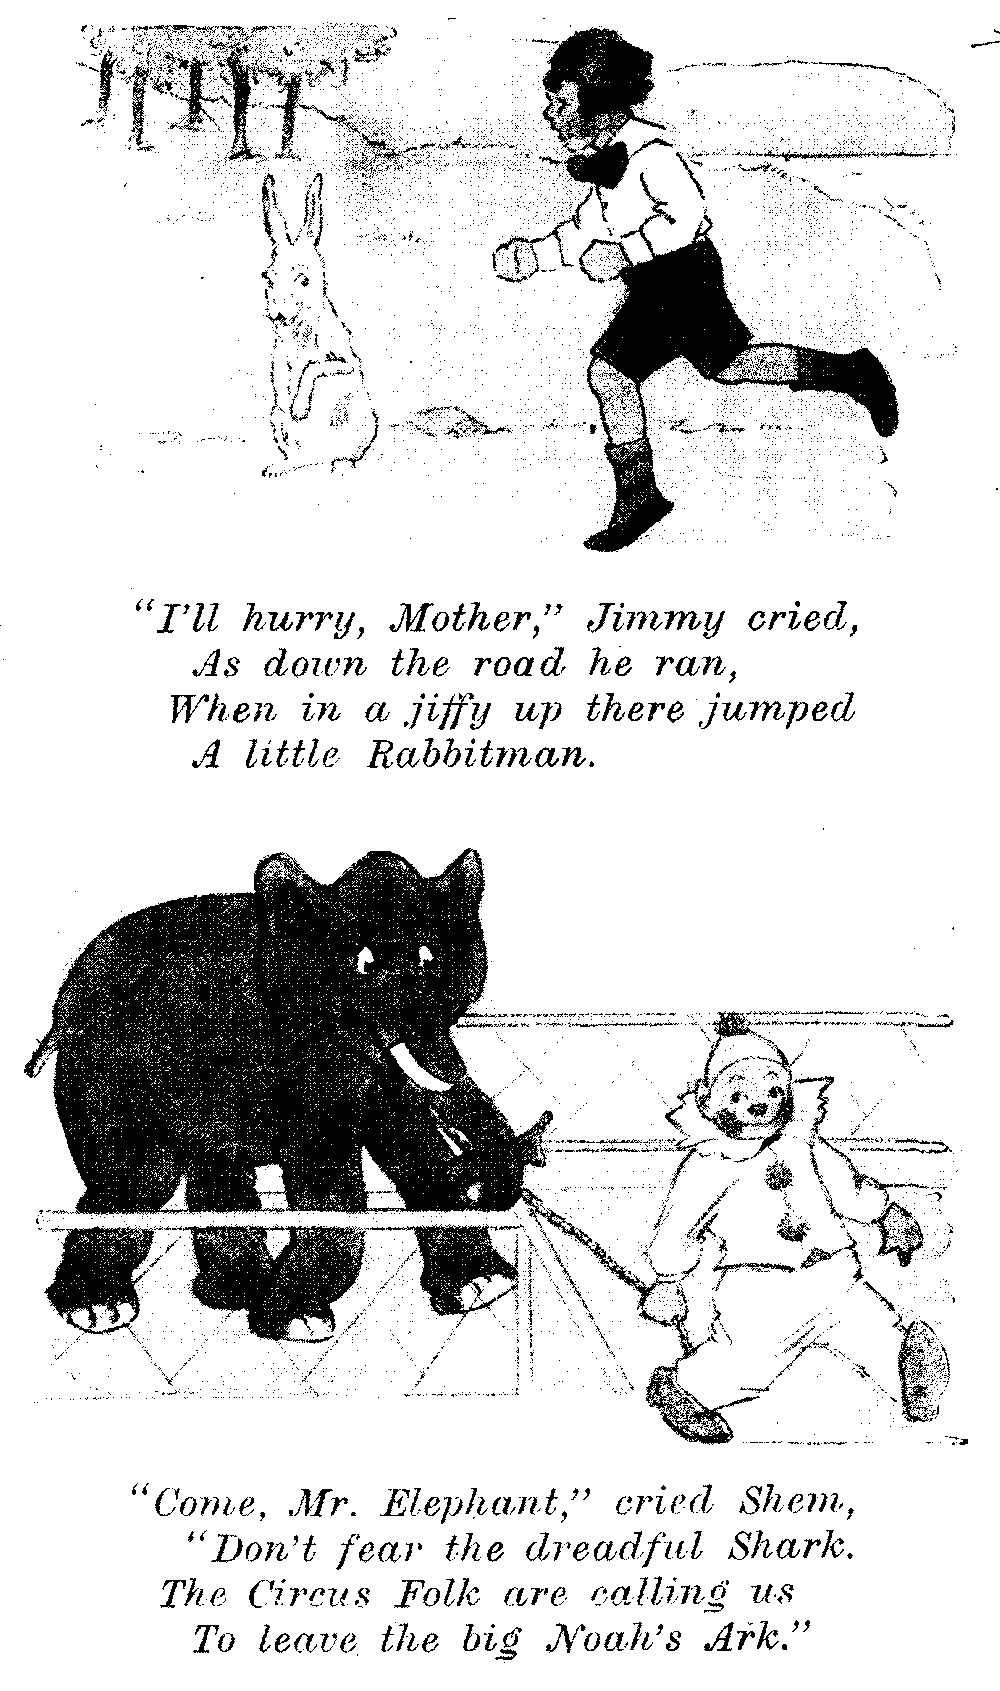 “I’ll hurry, Mother,” Jimmy cried,
As down the road he ran,
When in a jiffy up there jumped
A little Rabbitman.
“Come, Mr. Elephant,” cried Shem,
“Don’t fear the dreadful Shark.
The Circus Folk are calling us
To leave the big Noah’s Ark.”